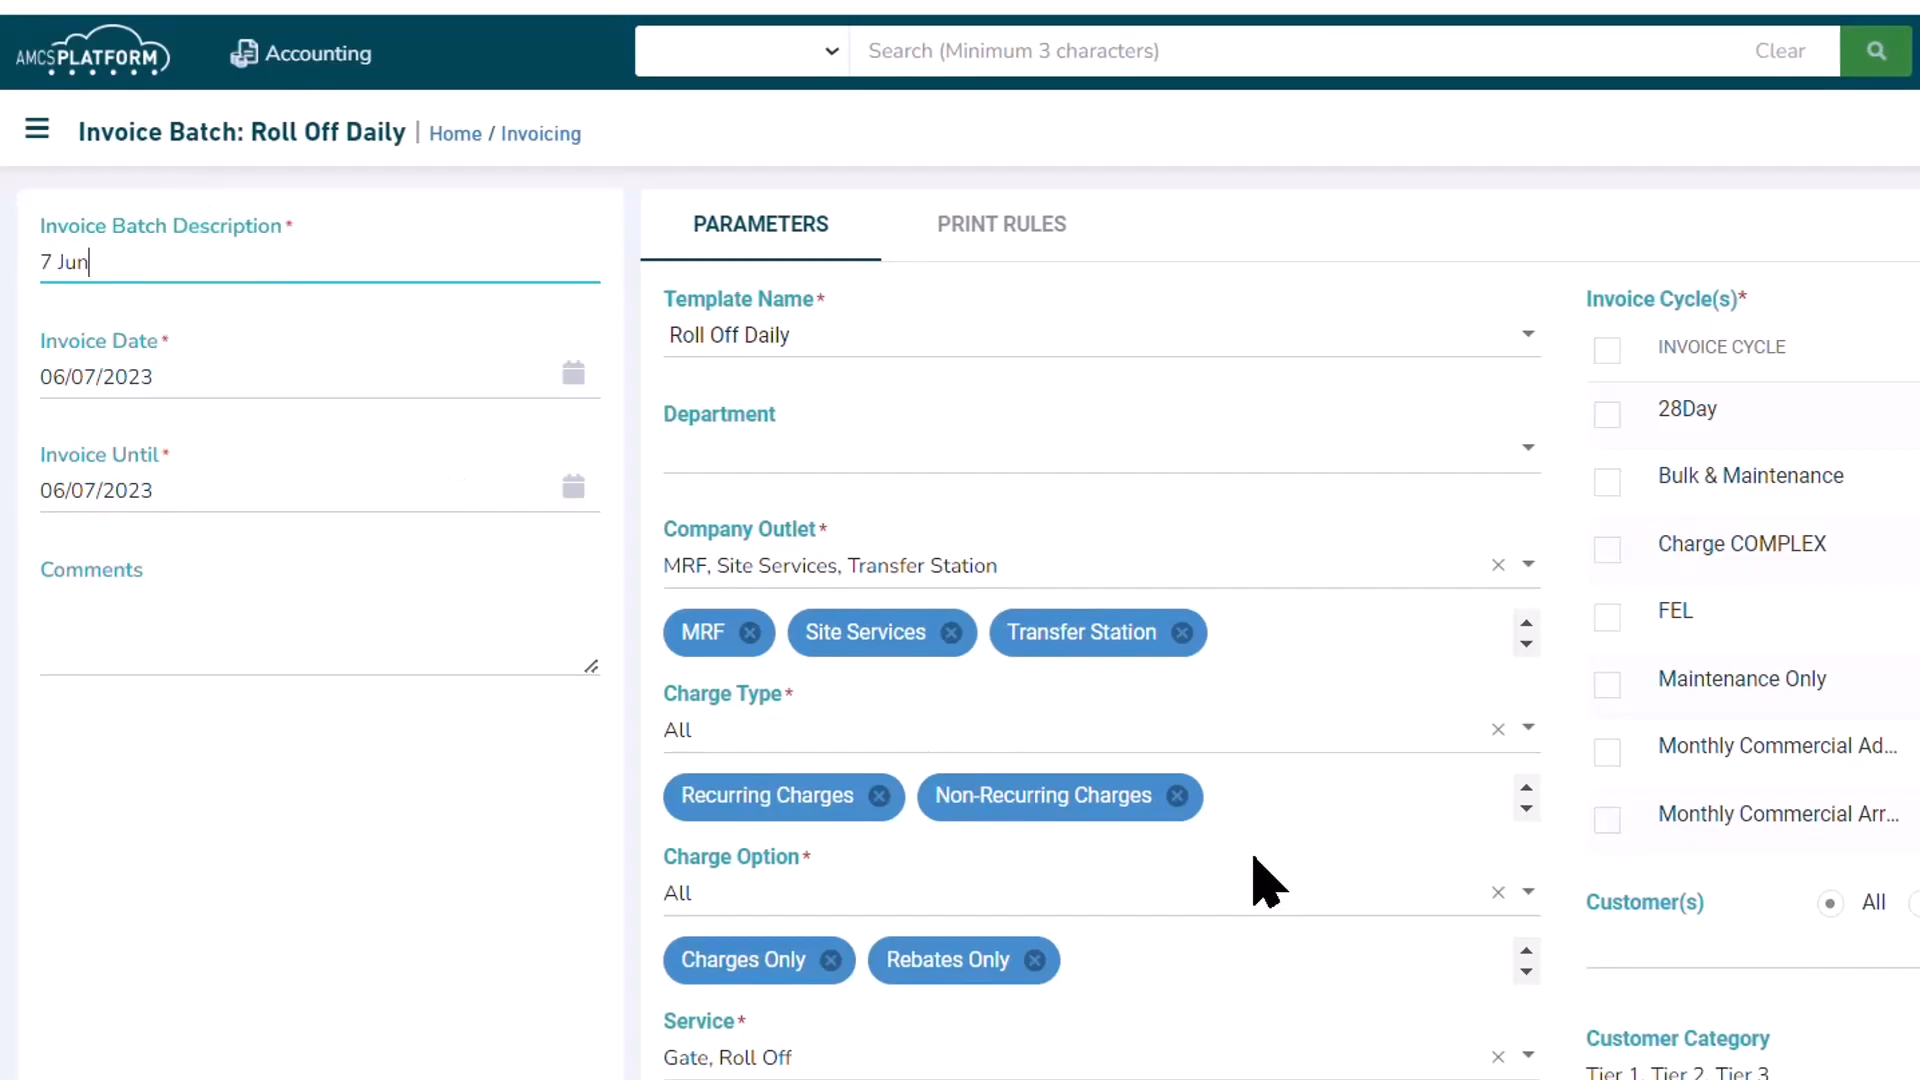 AMCSPLATFORM
Accounting
Search (Minimum 3 characters)
Clear
Invoice Batch: Roll Off Daily | Home / Invoicing
Invoice Batch Description*
7 Jun
Invoice Date*
06/07/2023
Invoice Until*
06/07/2023
Comments
PARAMETERS
PRINT RULES
Template Name*
Roll Off Daily
Department
Company Outlet*
MRF, Site Services, Transfer Station
MRF
Site Services
Transfer Station
Charge Type*
All
Recurring Charges
Non-Recurring Charges
Charge Option*
All
Charges Only
Rebates Only
Service*
Gate, Roll Off
Invoice Cycle(s)*
INVOICE CYCLE
28Day
Bulk & Maintenance
Charge COMPLEX
FEL
Maintenance Only
Monthly Commercial Ad...
Monthly Commercial Arr...
Customer(s)
All
Customer Category
Tier 1, Tier 2, Tier 3